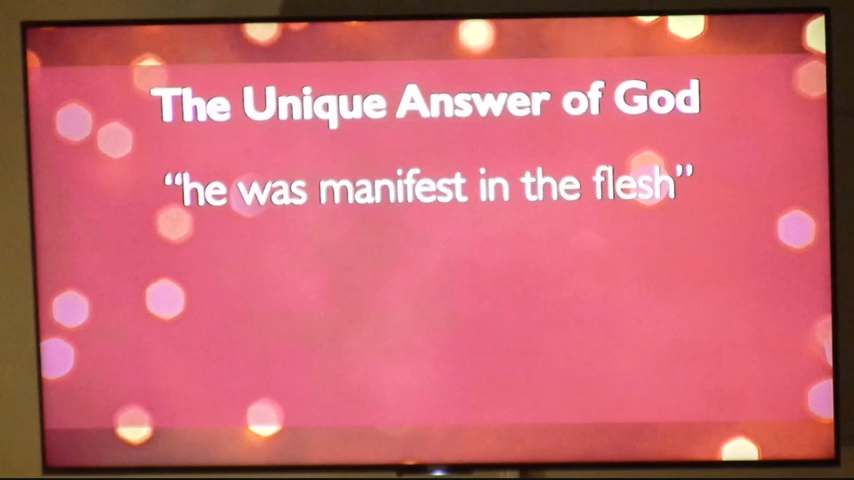 The Unique Answer of God
“he was manifest in the flesh”